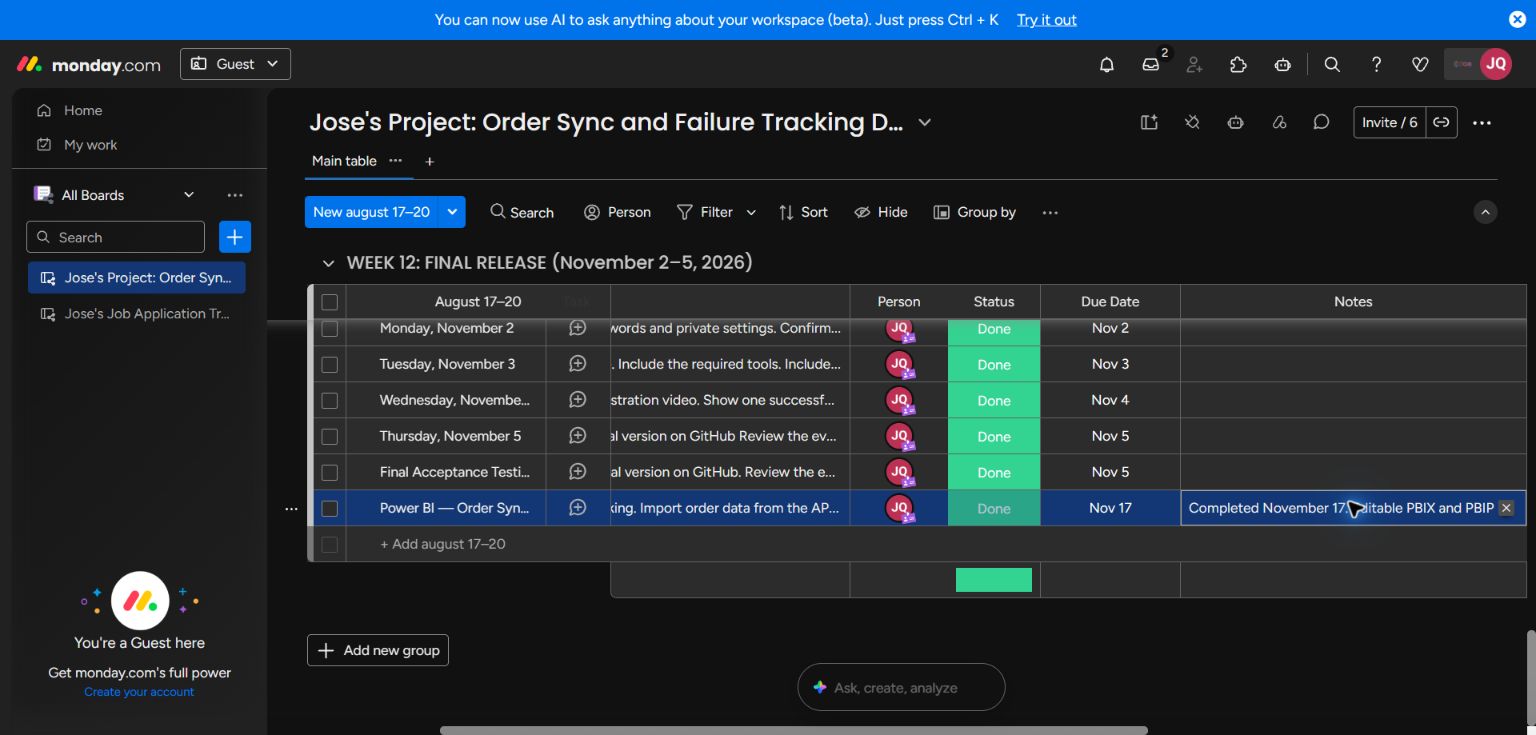 You can now use AI to ask anything about your workspace (beta). Just press Ctrl + K Try it out
monday.com Guest 2 JQ
Home
My work
All Boards
Search
Jose's Project: Order Syn...
Jose's Job Application Tr...
You're a Guest here
Get monday.com's full power
Create your account
Jose's Project: Order Sync and Failure Tracking D...
Invite / 6
Main table
New august 17–20 Search Person Filter Sort Hide Group by
WEEK 12: FINAL RELEASE (November 2–5, 2026)
August 17–20 Task Person Status Due Date Notes
Monday, November 2 words and private settings. Confirm... JQ Done Nov 2
Tuesday, November 3 . Include the required tools. Include... JQ Done Nov 3
Wednesday, Novembe... stration video. Show one successf... JQ Done Nov 4
Thursday, November 5 al version on GitHub Review the ev... JQ Done Nov 5
Final Acceptance Testi... al version on GitHub. Review the e... JQ Done Nov 5
Power BI — Order Syn... king. Import order data from the AP... JQ Done Nov 17 Completed November 17. itable PBIX and PBIP
+ Add august 17–20
Add new group
Ask, create, analyze